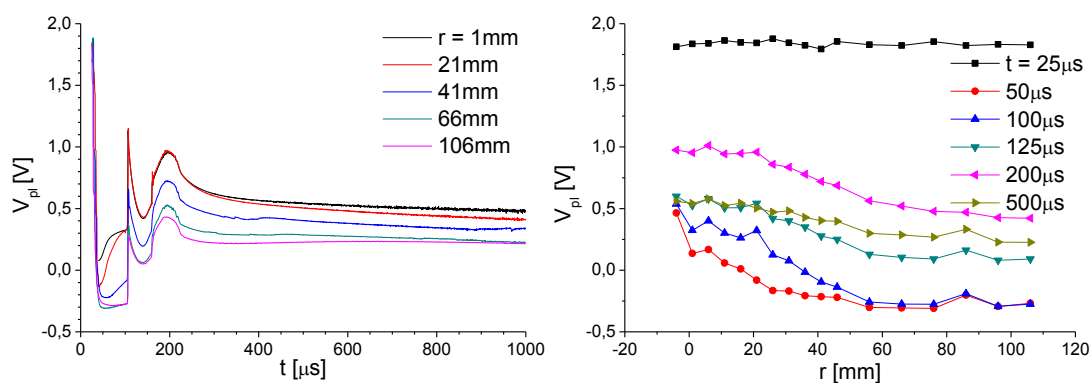 2,0
1,5
1,0
0,5
0,0
-0,5
V_pl [V]
0 200 400 600 800 1000
t [μs]
r = 1mm
21mm
41mm
66mm
106mm
2,0
1,5
1,0
0,5
0,0
-0,5
V_pl [V]
-20 0 20 40 60 80 100 120
r [mm]
t = 25μs
50μs
100μs
125μs
200μs
500μs